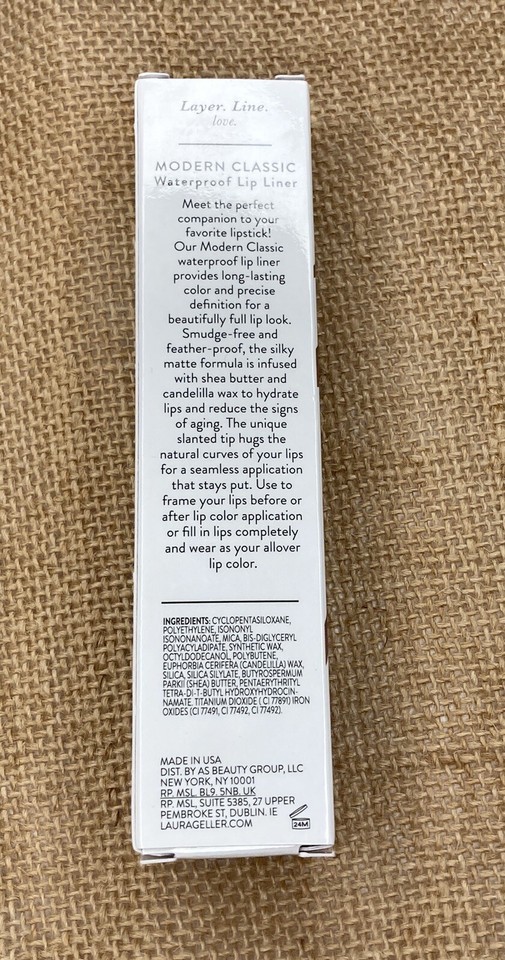 Layer. Line.
love.
MODERN CLASSIC
Waterproof Lip Liner
Meet the perfect
companion to your
favorite lipstick!
Our Modern Classic
waterproof lip liner
provides long-lasting
color and precise
definition for a
beautifully full lip look.
Smudge-free and
feather-proof, the silky
matte formula is infused
with shea butter and
candelilla wax to hydrate
lips and reduce the signs
of aging. The unique
slanted tip hugs the
natural curves of your lips
for a seamless application
that stays put. Use to
frame your lips before or
after lip color application
or fill in lips completely
and wear as your allover
lip color.
INGREDIENTS: CYCLOPENTASILOXANE,
POLYETHYLENE, ISONONYL
ISONONANOATE, MICA, BIS-DIGLYCERYL
POLYACYLADIPATE, SYNTHETIC WAX,
OCTYLDODECANOL, POLYBUTENE,
EUPHORBIA CERIFERA (CANDELILLA) WAX,
SILICA, SILICA SILYLATE, BUTYROSPERMUM
PARKII (SHEA) BUTTER, PENTAERYTHRITYL
TETRA-DI-T-BUTYL HYDROXYHYDROCIN-
NAMATE, TITANIUM DIOXIDE ( CI 77891) IRON
OXIDES (CI 77491, CI 77492, CI 77492).
MADE IN USA
DIST. BY AS BEAUTY GROUP, LLC
NEW YORK, NY 10001
RP. MSL. BL9. 5NB. UK
RP. MSL, SUITE 5385, 27 UPPER
PEMBROKE ST, DUBLIN. IE
LAURAGELLER.COM
24M